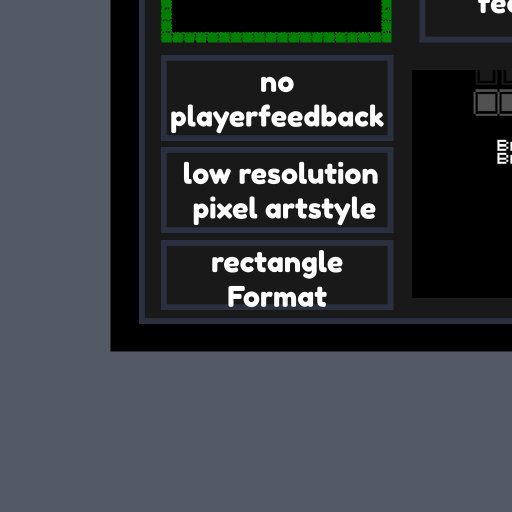 no
playerfeedback
low resolution
pixel artstyle
rectangle
Format